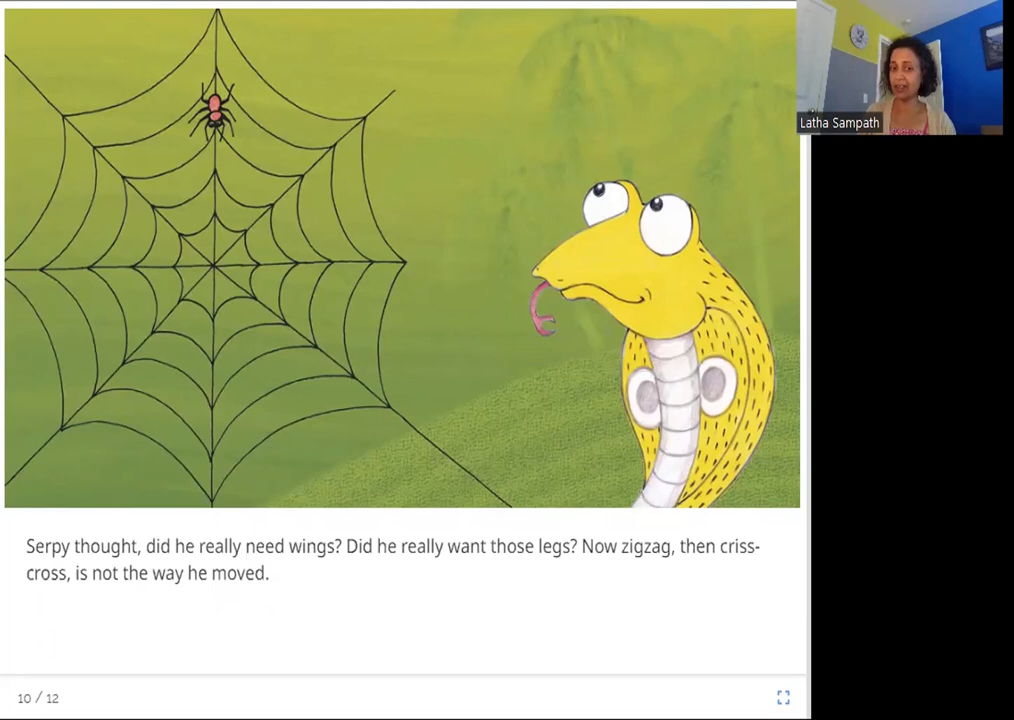 Latha Sampath
Serpy thought, did he really need wings? Did he really want those legs? Now zigzag, then criss-
cross, is not the way he moved.
10 / 12